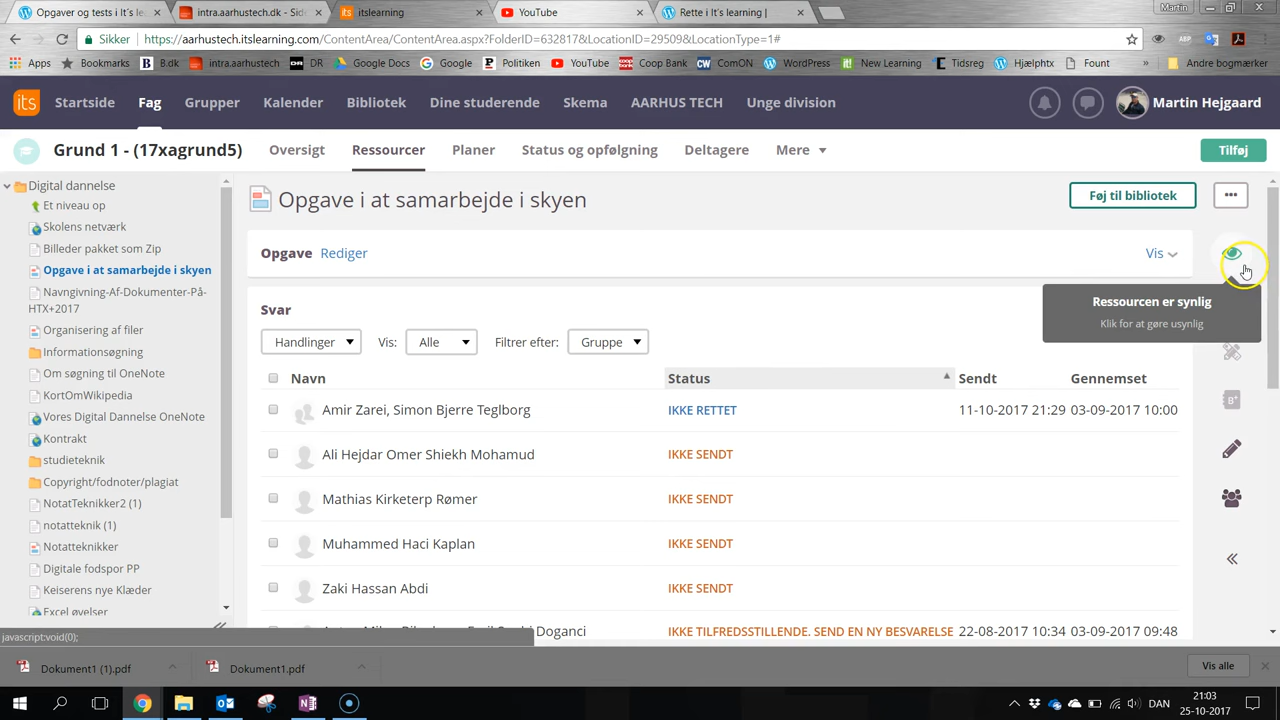 Opgaver og tests i It´s le
intra.aarhustech.dk - Sid
itslearning
YouTube
Rette i It's learning |
Martin
Sikker
https://aarhustech.itslearning.com/ContentArea/ContentArea.aspx?FolderID=632817&LocationID=29509&LocationType=1#
Apps Bookmarks B.dk intra.aarhustech DR Google Docs Google Politiken YouTube Coop Bank ComON WordPress New Learning Tidsreg Hjælphtx Fount Andre bogmærker
its Startside Fag Grupper Kalender Bibliotek Dine studerende Skema AARHUS TECH Unge division Martin Hejgaard
Grund 1 - (17xagrund5) Oversigt Ressourcer Planer Status og opfølgning Deltagere Mere Tilføj
Digital dannelse
Et niveau op
Skolens netværk
Billeder pakket som Zip
Opgave i at samarbejde i skyen
Navngivning-Af-Dokumenter-På-
HTX+2017
Organisering af filer
Informationsøgning
Om søgning til OneNote
KortOmWikipedia
Vores Digital Dannelse OneNote
Kontrakt
studieteknik
Copyright/fodnoter/plagiat
NotatTeknikker2 (1)
notatteknik (1)
Notatteknikker
Digitale fodspor PP
Keiserens nye Klæder
Excel øvelser
Opgave i at samarbejde i skyen
Føj til bibliotek
Opgave Rediger Vis
Ressourcen er synlig
Klik for at gøre usynlig
Svar
Handlinger Vis: Alle Filtrer efter: Gruppe
Navn Status Sendt Gennemset
Amir Zarei, Simon Bjerre Teglborg IKKE RETTET 11-10-2017 21:29 03-09-2017 10:00
Ali Hejdar Omer Shiekh Mohamud IKKE SENDT
Mathias Kirketerp Rømer IKKE SENDT
Muhammed Haci Kaplan IKKE SENDT
Zaki Hassan Abdi IKKE SENDT
Doganci IKKE TILFREDSSTILLENDE. SEND EN NY BESVARELSE 22-08-2017 10:34 03-09-2017 09:48
javascript:void(0);
Dokument1 (1).pdf
Dokument1.pdf
Vis alle
DAN
21:03
25-10-2017